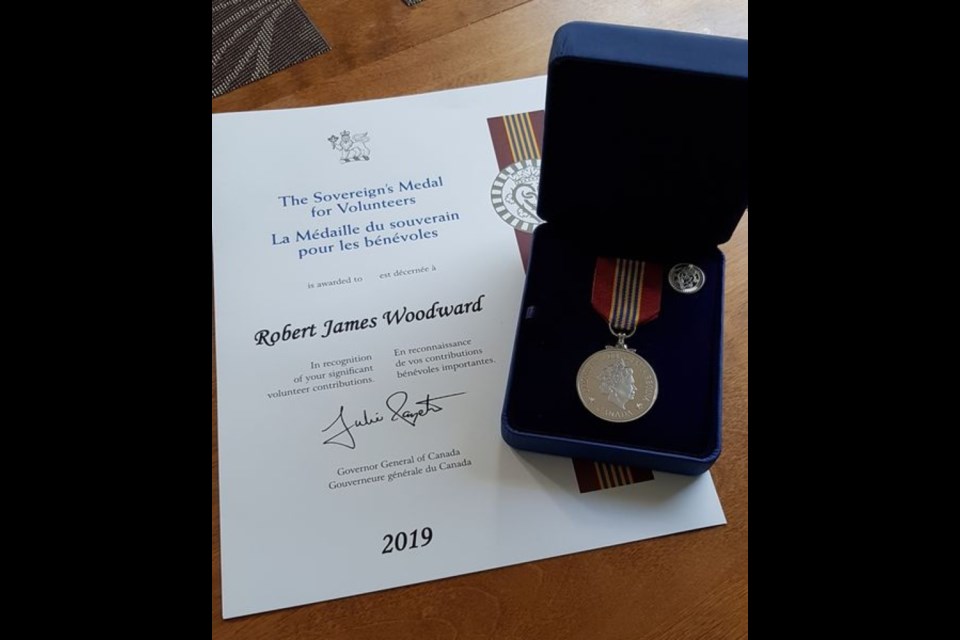 The Sovereign's Medal
for Volunteers
La Médaille du souverain
pour les bénévoles
is awarded to est décernée à
Robert James Woodward
In recognition
of your significant
volunteer contributions.
En reconnaissance
de vos contributions
bénévoles importantes.
Julie Payette
Governor General of Canada
Gouverneure générale du Canada
2019
CANADA